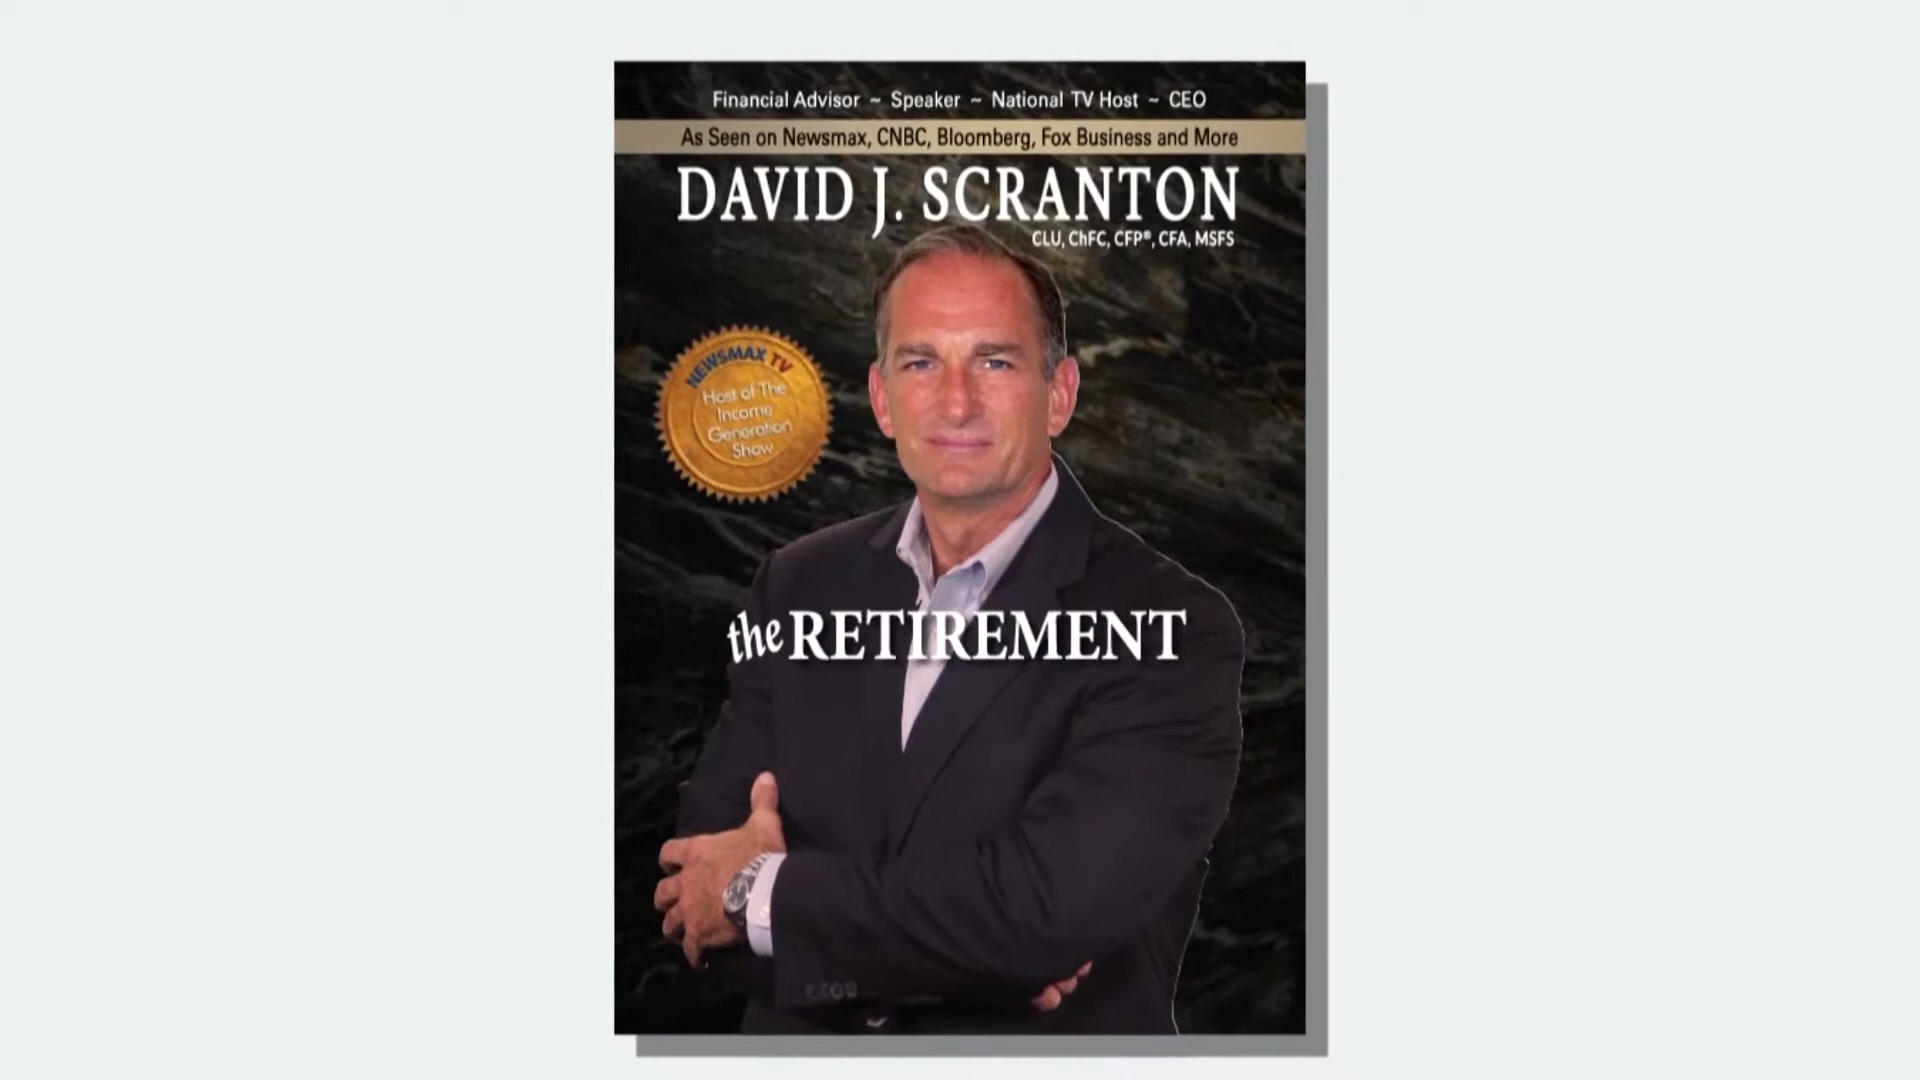 Financial Advisor ~ Speaker ~ National TV Host ~ CEO
As Seen on Newsmax, CNBC, Bloomberg, Fox Business and More
DAVID J. SCRANTON
CLU, ChFC, CFP®, CFA, MSFS
NEWSMAX TV
Host of The
Income
Generation
Show
the RETIREMENT